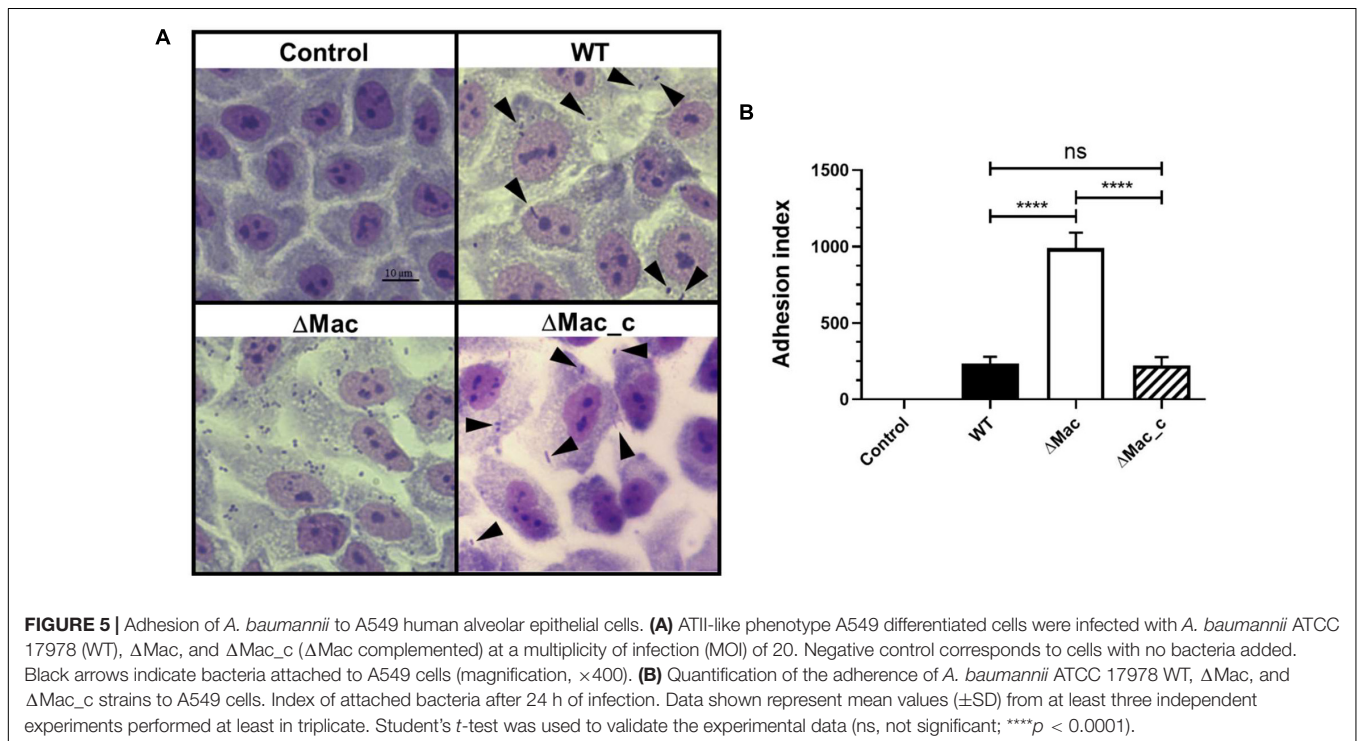 A
Control
WT
10 µm
ΔMac
ΔMac_c
B
ns
****
****
1500
1000
500
0
Adhesion index
Control
WT
ΔMac
ΔMac_c
FIGURE 5 | Adhesion of A. baumannii to A549 human alveolar epithelial cells. (A) ATII-like phenotype A549 differentiated cells were infected with A. baumannii ATCC
17978 (WT), ΔMac, and ΔMac_c (ΔMac complemented) at a multiplicity of infection (MOI) of 20. Negative control corresponds to cells with no bacteria added.
Black arrows indicate bacteria attached to A549 cells (magnification, ×400). (B) Quantification of the adherence of A. baumannii ATCC 17978 WT, ΔMac, and
ΔMac_c strains to A549 cells. Index of attached bacteria after 24 h of infection. Data shown represent mean values (±SD) from at least three independent
experiments performed at least in triplicate. Student's t-test was used to validate the experimental data (ns, not significant; ****p < 0.0001).